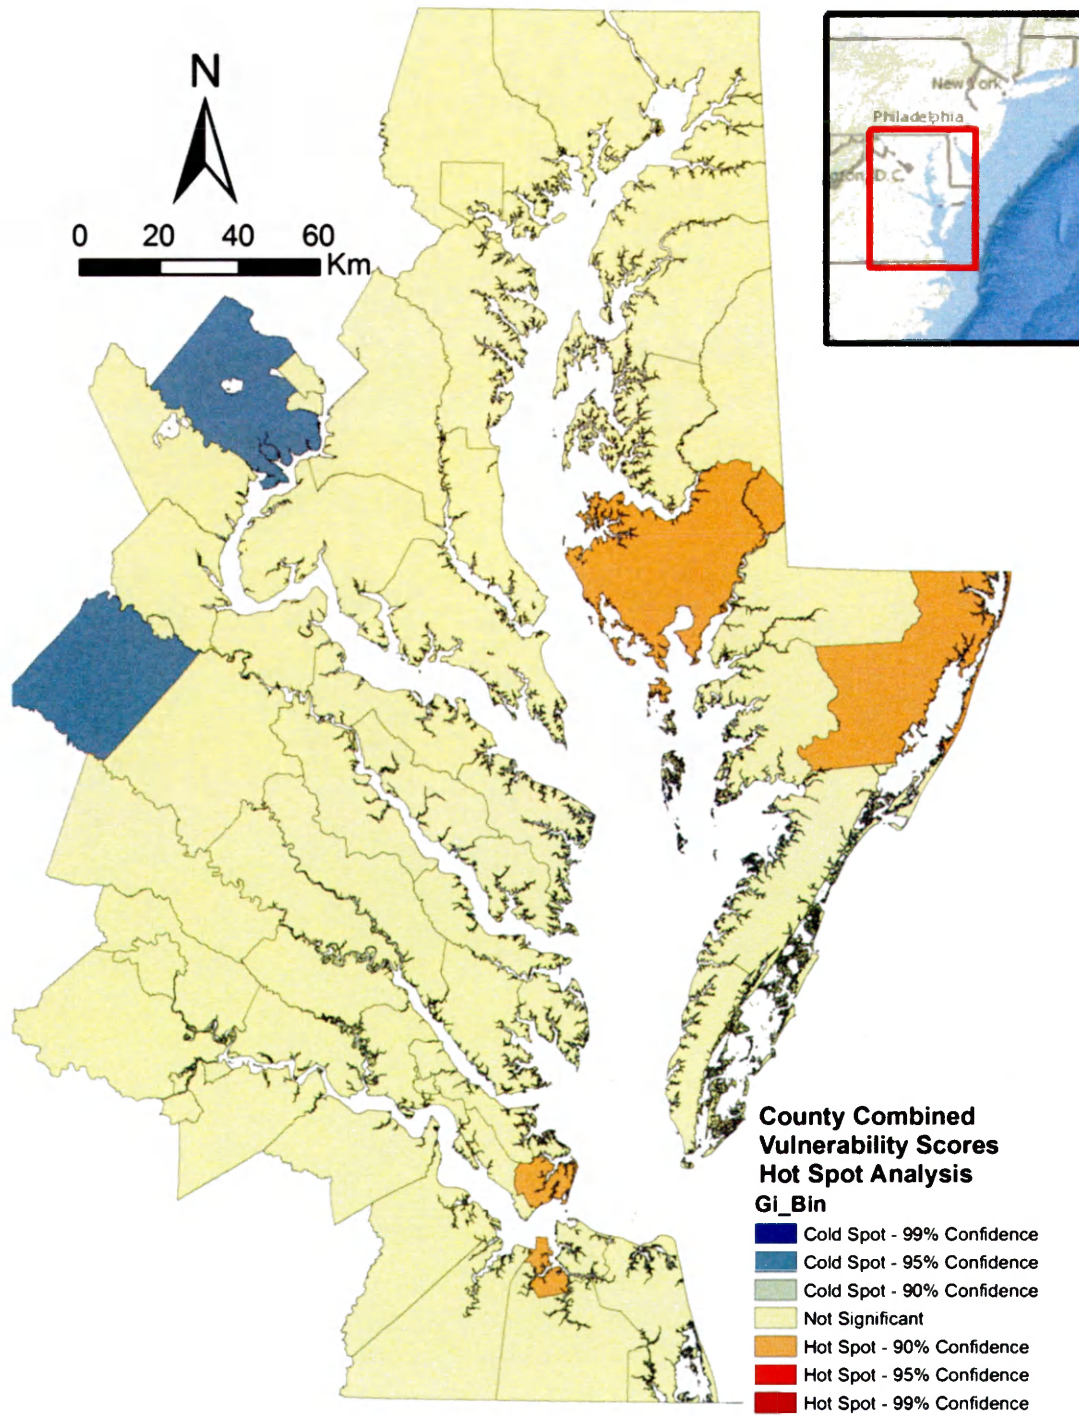 N
0 20 40 60
Km
New York
Philadelphia
D.C.
County Combined
Vulnerability Scores
Hot Spot Analysis
Gi_Bin
Cold Spot - 99% Confidence
Cold Spot - 95% Confidence
Cold Spot - 90% Confidence
Not Significant
Hot Spot - 90% Confidence
Hot Spot - 95% Confidence
Hot Spot - 99% Confidence